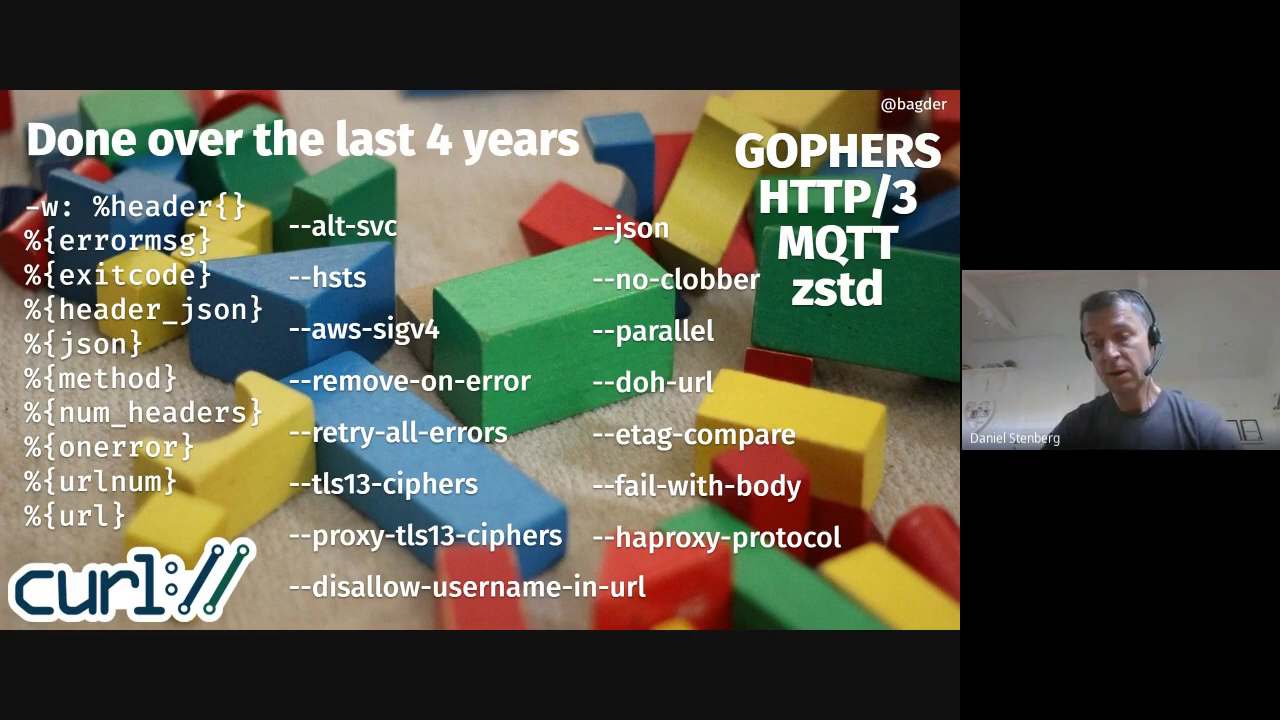 @bagder
Done over the last 4 years
-w: %header{}
%{errormsg}
%{exitcode}
%{header_json}
%{json}
%{method}
%{num_headers}
%{onerror}
%{urlnum}
%{url}
--alt-svc
--hsts
--aws-sigv4
--remove-on-error
--retry-all-errors
--tls13-ciphers
--proxy-tls13-ciphers
--disallow-username-in-url
--json
--no-clobber
--parallel
--doh-url
--etag-compare
--fail-with-body
--haproxy-protocol
GOPHERS
HTTP/3
MQTT
zstd
curl://
Daniel Stenberg